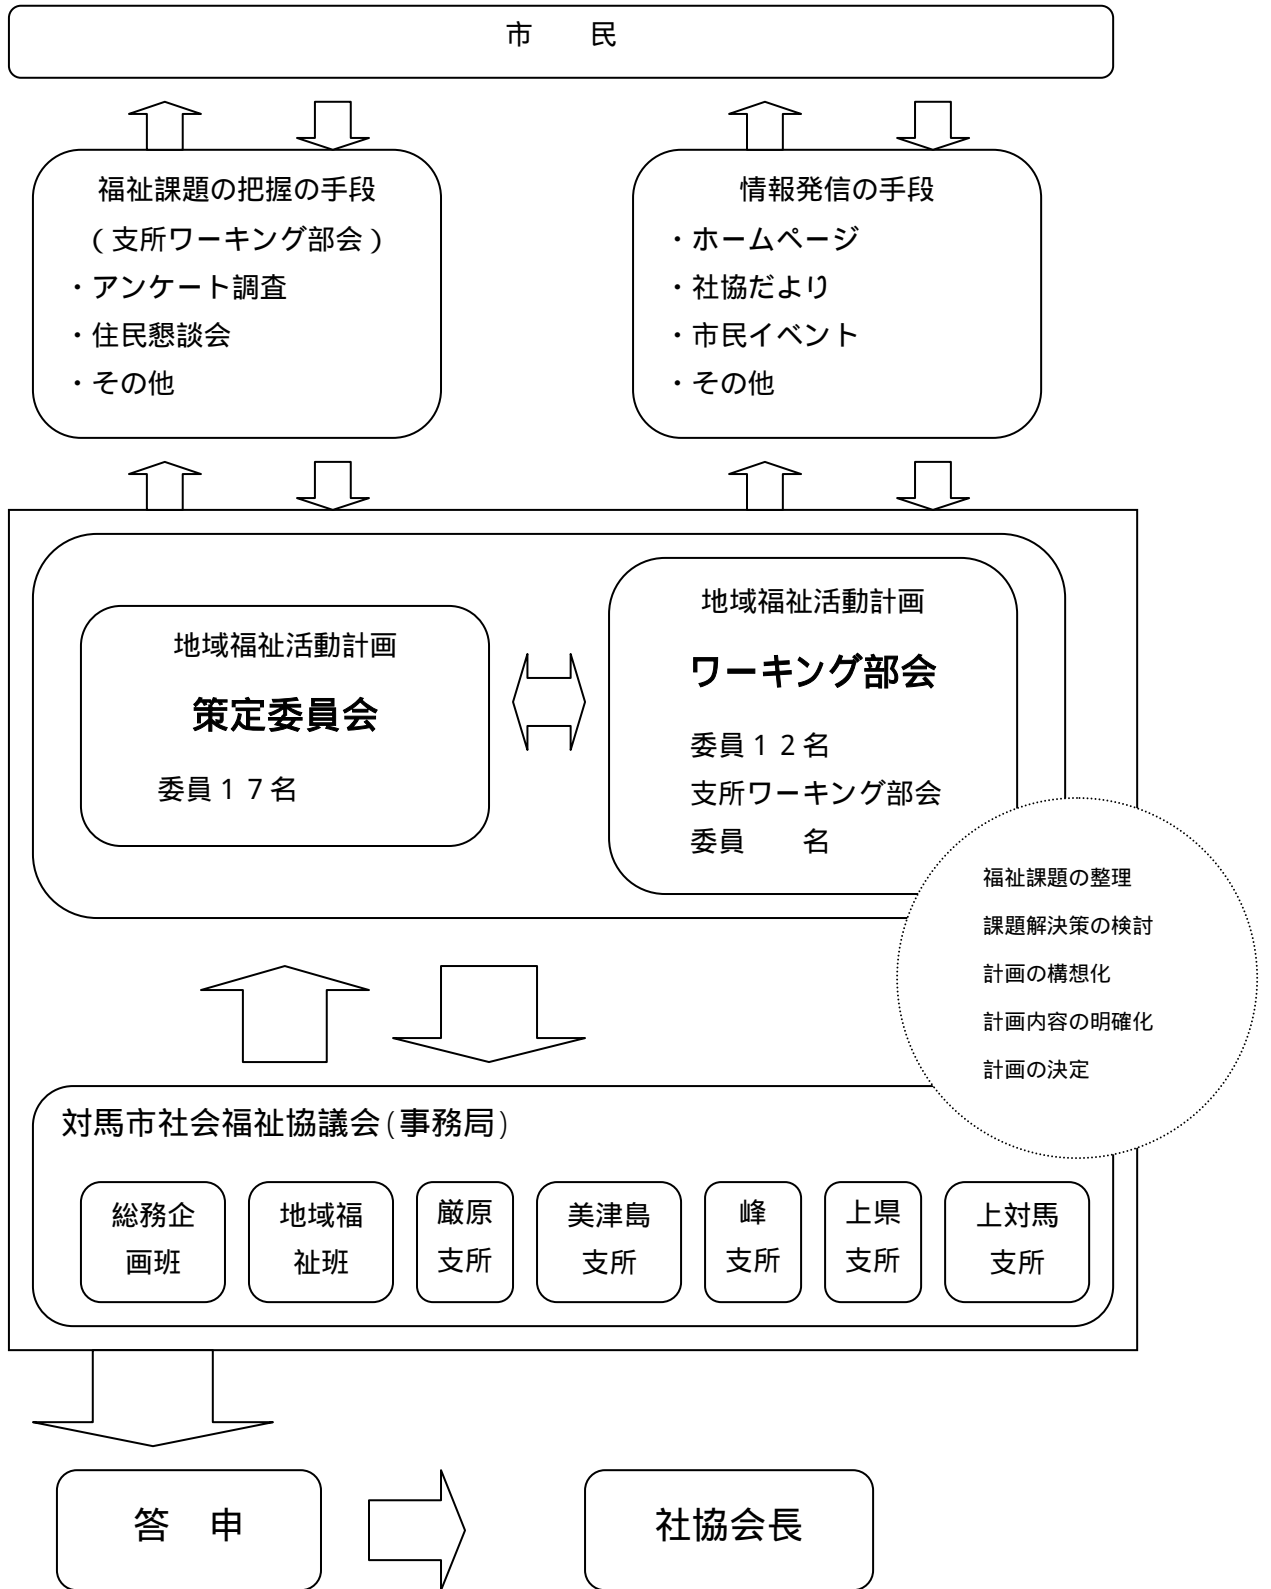 市　　民
福祉課題の把握の手段
（支所ワーキング部会）
・アンケート調査
・住民懇談会
・その他
情報発信の手段
・ホームページ
・社協だより
・市民イベント
・その他
地域福祉活動計画
策定委員会
委員１７名
地域福祉活動計画
ワーキング部会
委員１２名
支所ワーキング部会
委員　　名
福祉課題の整理
課題解決策の検討
計画の構想化
計画内容の明確化
計画の決定
対馬市社会福祉協議会(事務局)
総務企
画班
地域福
祉班
厳原
支所
美津島
支所
峰
支所
上県
支所
上対馬
支所
答　申
社協会長